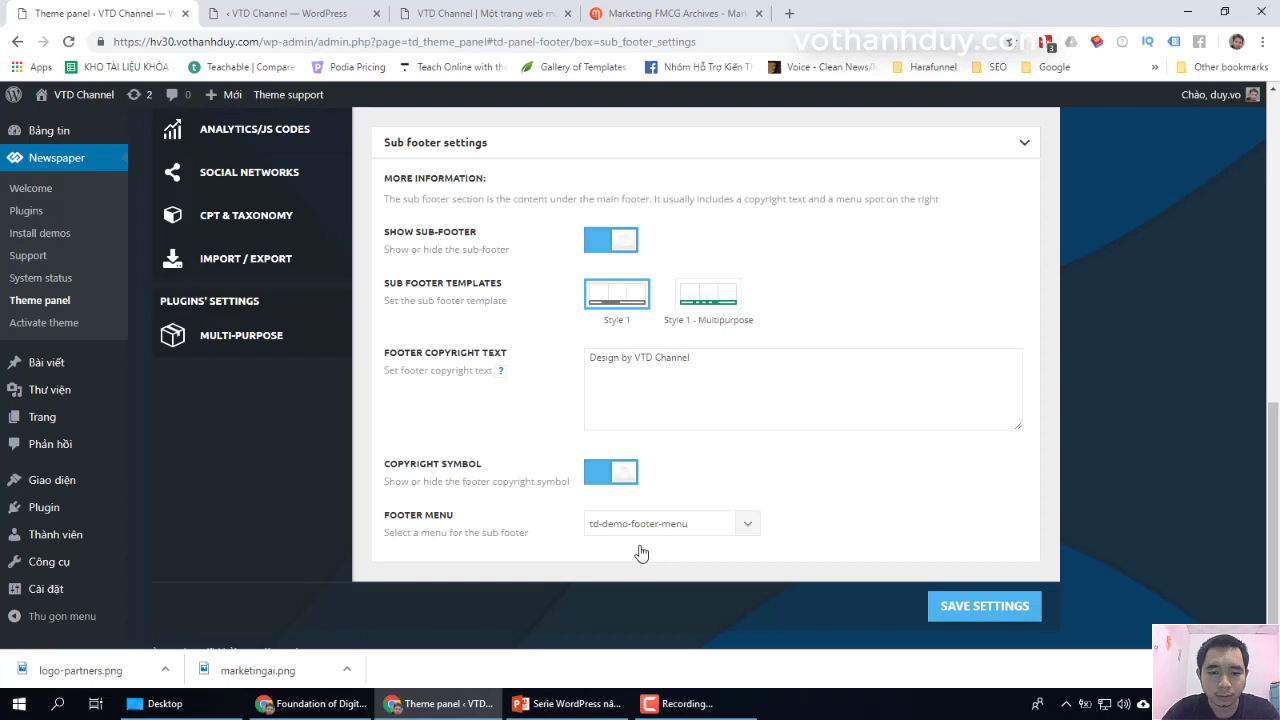 Theme panel ‹ VTD Channel — Wo
‹ VTD Channel — WordPress
VTD Channel | Một trang web m
Marketing FMCG Archives - Mark
https://hv30.vothanhduy.com/wp-admin/admin.php?page=td_theme_panel#td-panel-footer/box=sub_footer_settings
vothanhduy.com
3
Apps
KHO TÀI LIỆU KHÓA H
Teachable | Compare
Podia Pricing
Teach Online with the
Gallery of Templates
Nhóm Hỗ Trợ Kiến Th
Voice - Clean News/M
Harafunnel
SEO
Google
»
Other bookmarks
VTD Channel
2
0
Mới
Theme support
Chào, duy.vo
Bảng tin
Newspaper
Welcome
Plugins
Install demos
Support
System status
Theme panel
Activate theme
Bài viết
Thư viện
Trang
Phản hồi
Giao diện
Plugin
Thành viên
Công cụ
Cài đặt
Thu gọn menu
ANALYTICS/JS CODES
SOCIAL NETWORKS
CPT & TAXONOMY
IMPORT / EXPORT
PLUGINS' SETTINGS
MULTI-PURPOSE
Sub footer settings
MORE INFORMATION:
The sub footer section is the content under the main footer. It usually includes a copyright text and a menu spot on the right
SHOW SUB-FOOTER
Show or hide the sub-footer
SUB FOOTER TEMPLATES
Set the sub footer template
Style 1
Style 1 - Multipurpose
FOOTER COPYRIGHT TEXT
Set footer copyright text ?
Design by VTD Channel
COPYRIGHT SYMBOL
Show or hide the footer copyright symbol
FOOTER MENU
Select a menu for the sub footer
td-demo-footer-menu
SAVE SETTINGS
logo-partners.png
marketingai.png
Desktop
Foundation of Digit...
Theme panel ‹ VTD...
Serie WordPress nâ...
Recording...